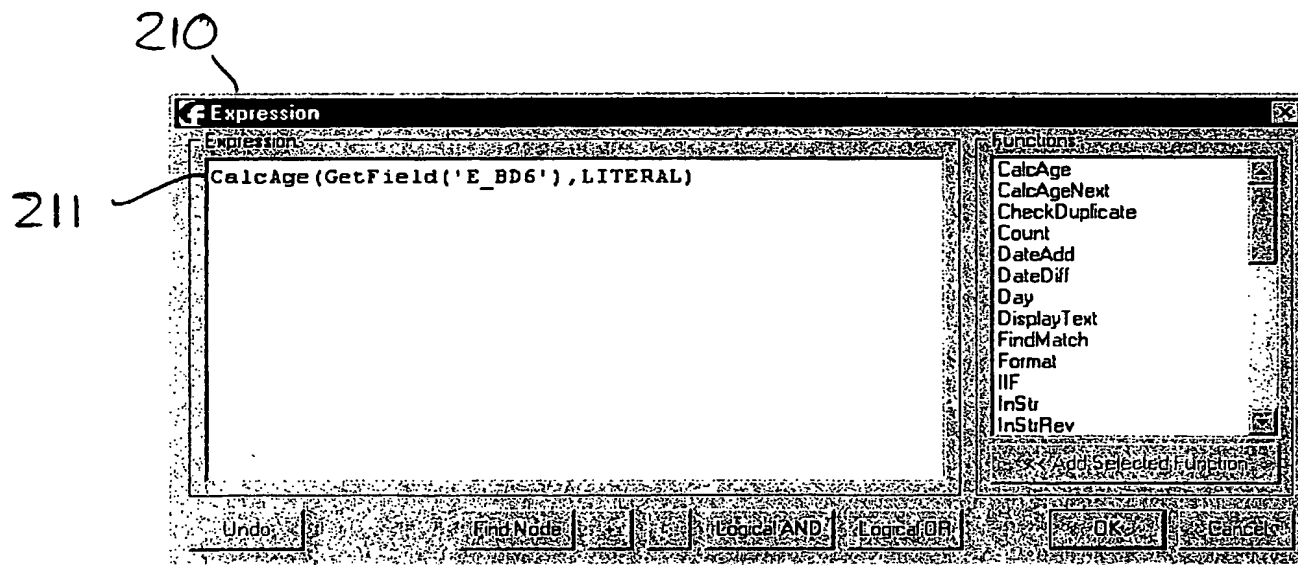 210
Expression
Expression
Functions
211
CalcAge(GetField('E_BD6'),LITERAL)
CalcAge
CalcAgeNext
CheckDuplicate
Count
DateAdd
DateDiff
Day
DisplayText
FindMatch
Format
IIF
InStr
InStrRev
<< Add Selected Function
Undo
Find Node
Logical AND
Logical OR
OK
Cancel